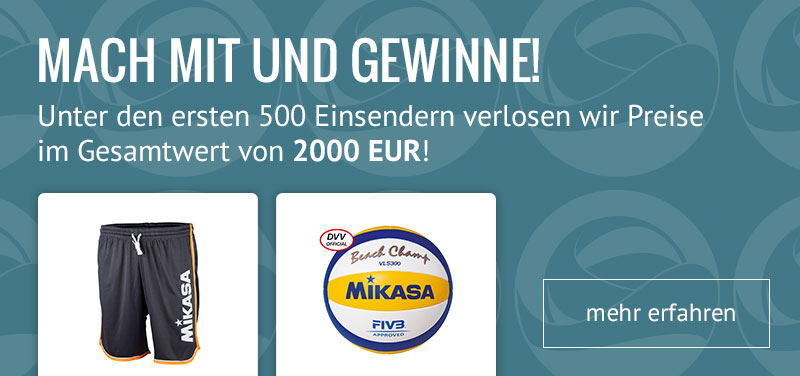 MACH MIT UND GEWINNE!
Unter den ersten 500 Einsendern verlosen wir Preise
im Gesamtwert von 2000 EUR!
MIKASA
DVV
OFFICIAL
Beach Champ
VLS300
MIKASA
FIVB
APPROVED
mehr erfahren